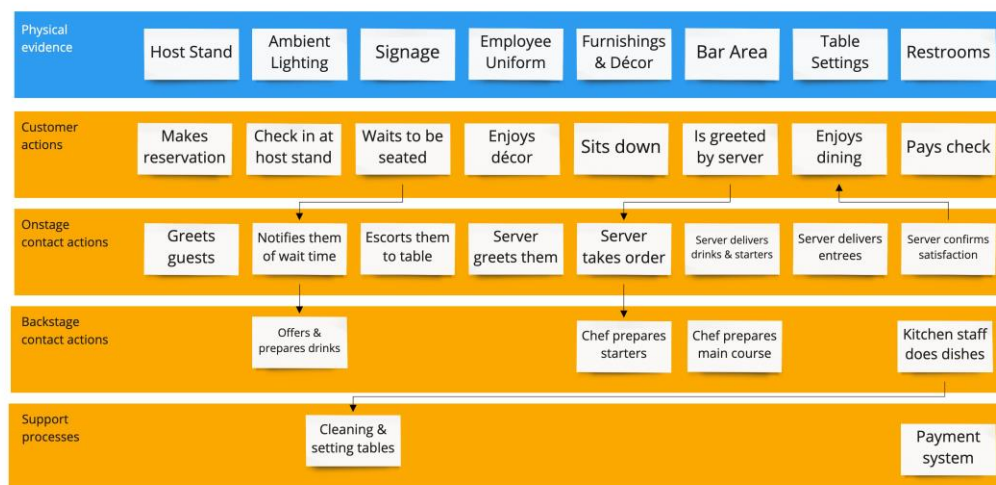 Physical
evidence
Host Stand
Ambient
Lighting
Signage
Employee
Uniform
Furnishings
& Décor
Bar Area
Table
Settings
Restrooms
Customer
actions
Makes
reservation
Check in at
host stand
Waits to be
seated
Enjoys
décor
Sits down
Is greeted
by server
Enjoys
dining
Pays check
Onstage
contact actions
Greets
guests
Notifies them
of wait time
Escorts them
to table
Server
greets them
Server
takes order
Server delivers
drinks & starters
Server delivers
entrees
Server confirms
satisfaction
Backstage
contact actions
Offers &
prepares drinks
Chef prepares
starters
Chef prepares
main course
Kitchen staff
does dishes
Support
processes
Cleaning &
setting tables
Payment
system